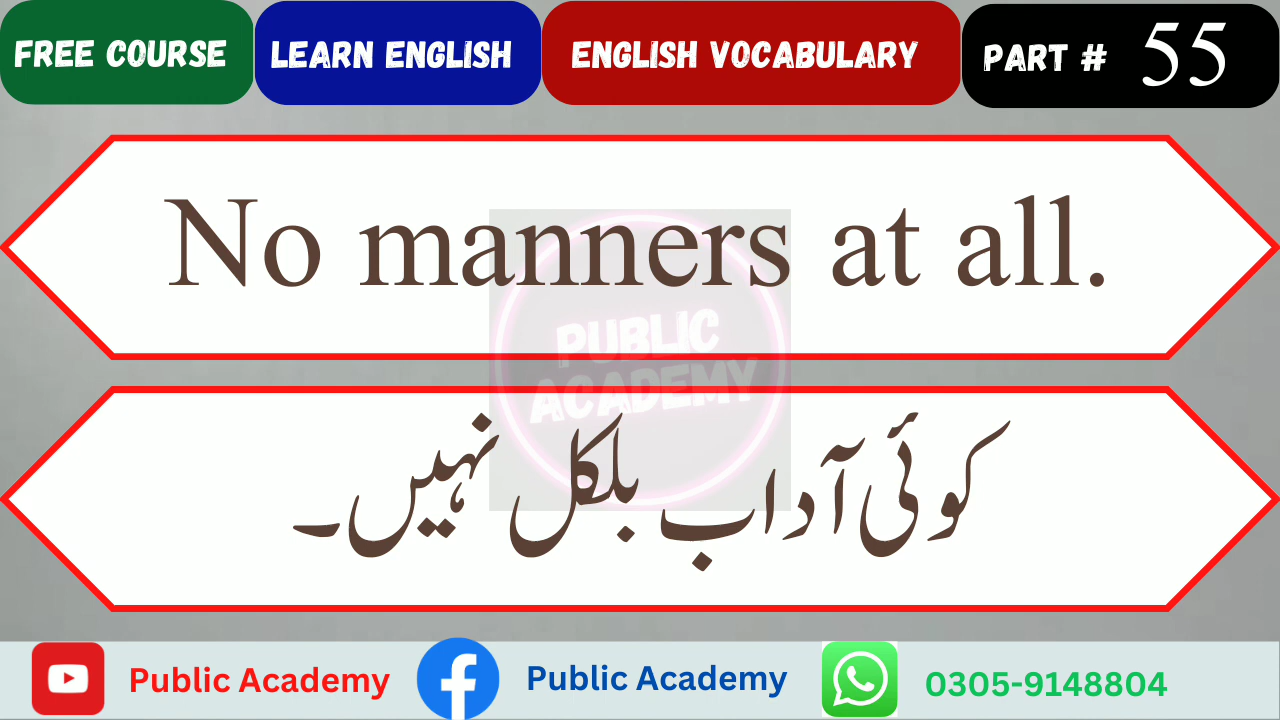 FREE COURSE
LEARN ENGLISH
ENGLISH VOCABULARY
PART # 55
No manners at all.
PUBLIC
ACADEMY
کوئی آداب بلکل نہیں۔
Public Academy
Public Academy
0305-9148804